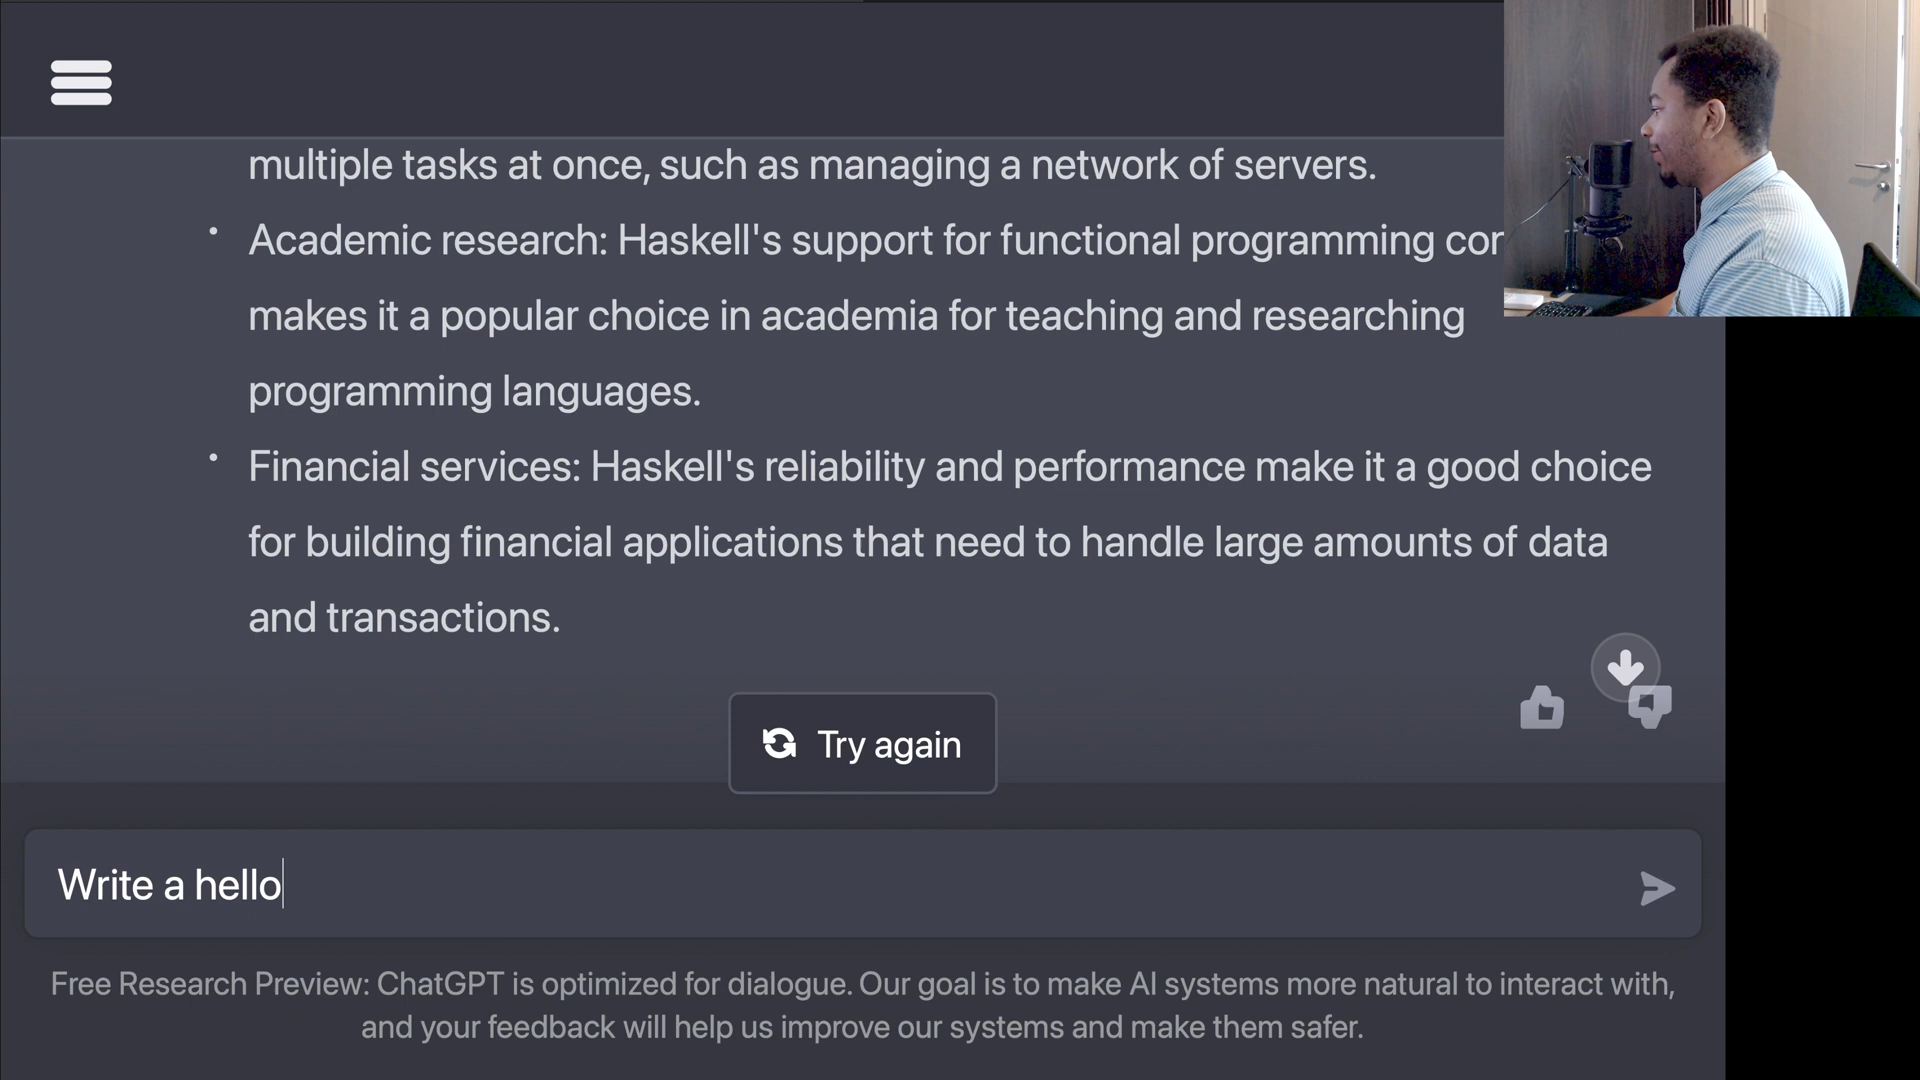 multiple tasks at once, such as managing a network of servers.
• Academic research: Haskell's support for functional programming
makes it a popular choice in academia for teaching and researching
programming languages.
• Financial services: Haskell's reliability and performance make it a good choice
for building financial applications that need to handle large amounts of data
and transactions.
Try again
Write a hello
Free Research Preview: ChatGPT is optimized for dialogue. Our goal is to make AI systems more natural to interact with,
and your feedback will help us improve our systems and make them safer.